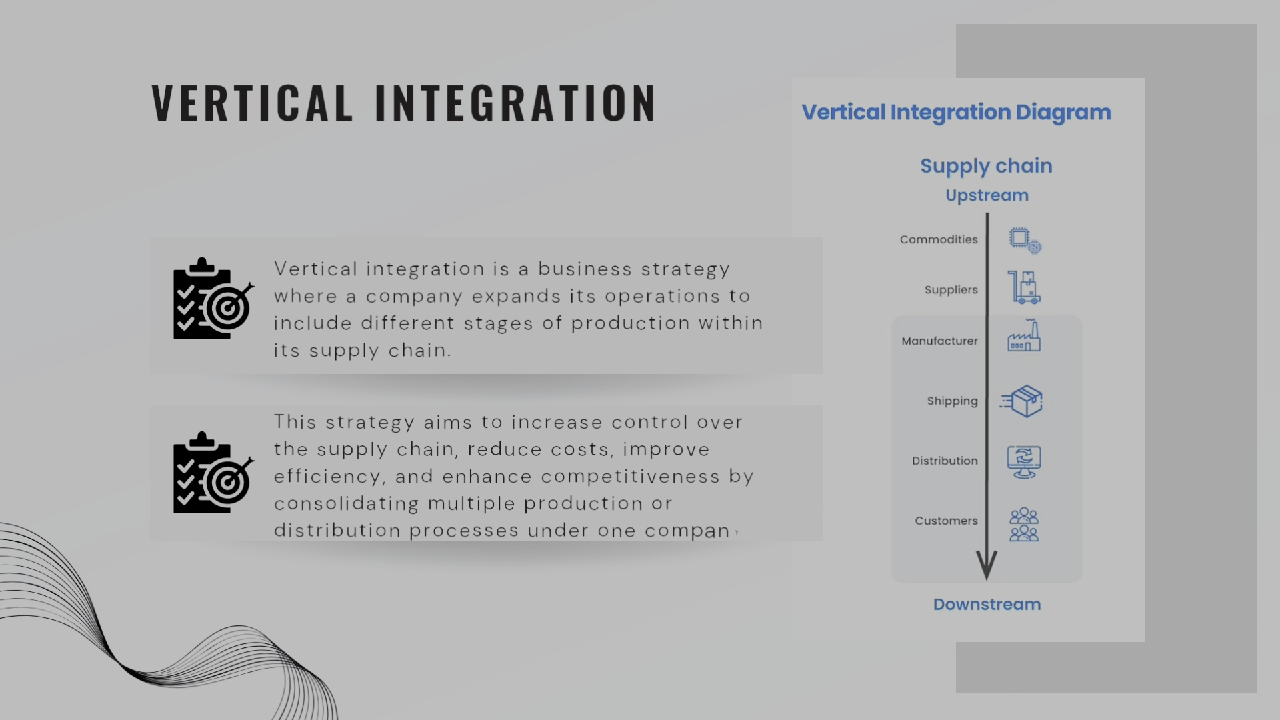 VERTICAL INTEGRATION
Vertical integration is a business strategy
where a company expands its operations to
include different stages of production within
its supply chain.
This strategy aims to increase control over
the supply chain, reduce costs, improve
efficiency, and enhance competitiveness by
consolidating multiple production or
distribution processes under one compan
Vertical Integration Diagram
Supply chain
Upstream
Commodities
Suppliers
Manufacturer
Shipping
Distribution
Customers
Downstream